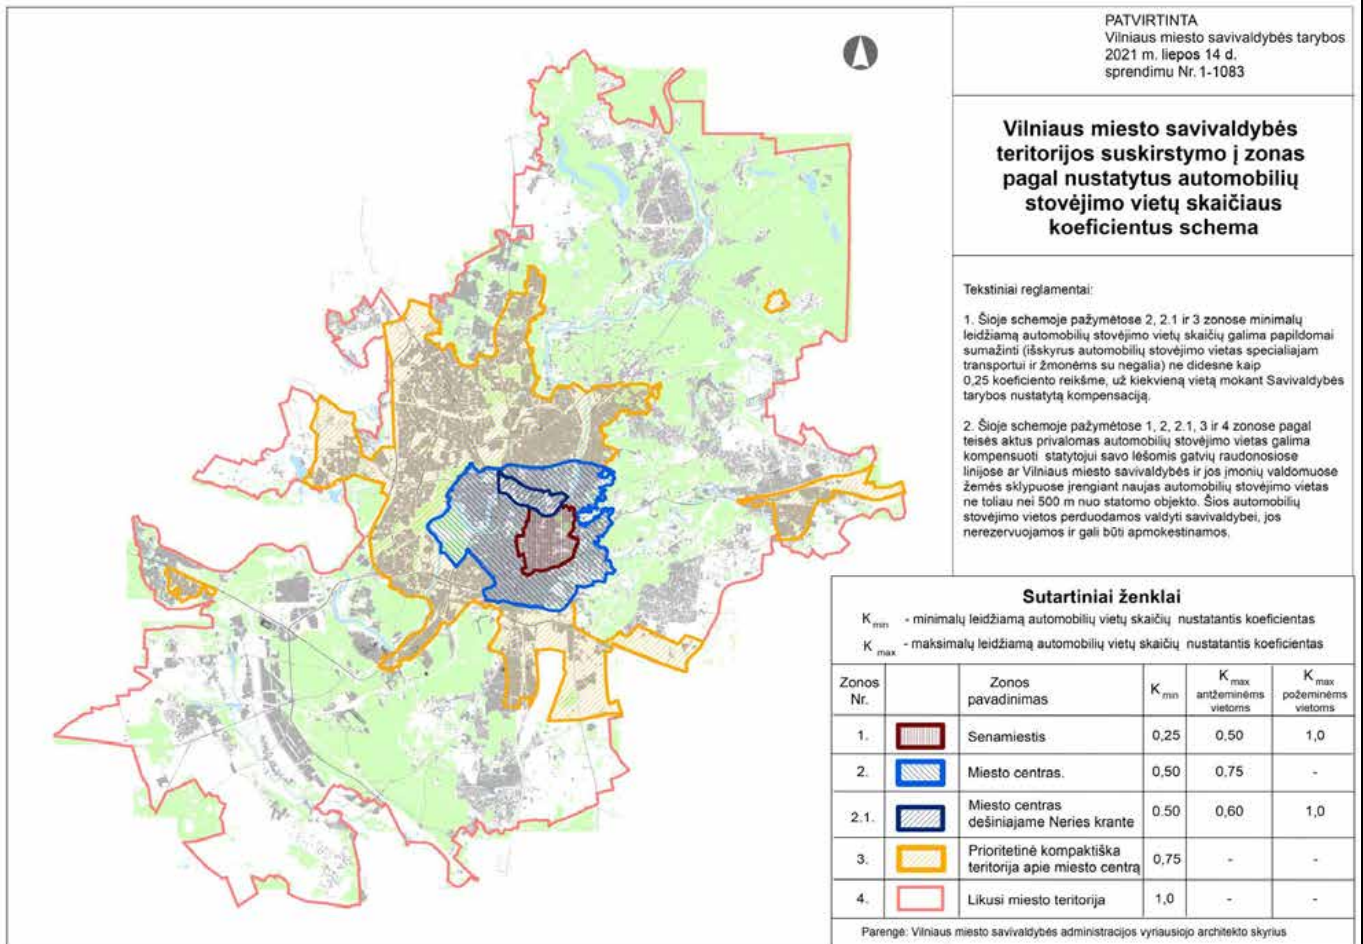 PATVIRTINTA
Vilniaus miesto savivaldybės tarybos
2021 m. liepos 14 d.
sprendimu Nr. 1-1083
Vilniaus miesto savivaldybės
teritorijos suskirstymo į zonas
pagal nustatytus automobilių
stovėjimo vietų skaičiaus
koeficientus schema
Tekstiniai reglamentai:
1. Šioje schemoje pažymėtose 2, 2.1 ir 3 zonose minimalų
leidžiamą automobilių stovėjimo vietų skaičių galima papildomai
sumažinti (išskyrus automobilių stovėjimo vietas specialiajam
transportui ir žmonėms su negalia) ne didesne kaip
0,25 koeficiento reikšme, už kiekvieną vietą mokant Savivaldybės
tarybos nustatytą kompensaciją.
2. Šioje schemoje pažymėtose 1, 2, 2.1, 3 ir 4 zonose pagal
teisės aktus privalomas automobilių stovėjimo vietas galima
kompensuoti statytojui savo lėšomis gatvių raudonosiose
linijose ar Vilniaus miesto savivaldybė ir jos įmonių valdomuose
žemės sklypuose įrengiant naujas automobilių stovėjimo vietas
ne toliau nei 500 m nuo statomo objekto. Šios automobilių
stovėjimo vietos perduodamos valdyti savivaldybei, jos
nerezervuojamos ir gali būti apmokestinamos.
Sutartiniai ženklai
K min - minimalų leidžiamą automobilių vietų skaičių nustatantis koeficientas
K max - maksimalų leidžiamą automobilių vietų skaičių nustatantis koeficientas
Zonos Nr. Zonos pavadinimas K min K max antžeminėms vietoms K max požeminėms vietoms
1. Senamiestis 0,25 0,50 1,0
2. Miesto centras. 0,50 0,75 -
2.1. Miesto centras dešiniajame Neries krante 0.50 0,60 1,0
3. Prioritetinė kompaktiška teritorija apie miesto centrą 0,75 - -
4. Likusi miesto teritorija 1,0 - -
Parengė: Vilniaus miesto savivaldybės administracijos vyriausiojo architekto skyrius